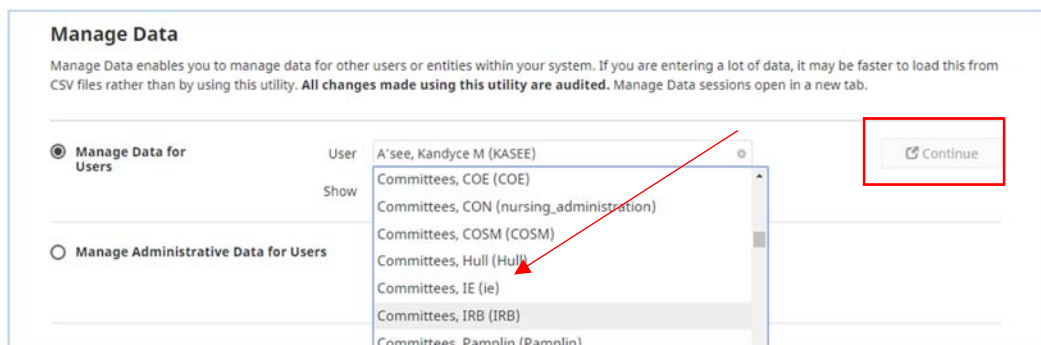 Manage Data
Manage Data enables you to manage data for other users or entities within your system. If you are entering a lot of data, it may be faster to load this from
CSV files rather than by using this utility. All changes made using this utility are audited. Manage Data sessions open in a new tab.
Manage Data for
Users
User
A'see, Kandyce M (KASEE)
Continue
Show
Committees, COE (COE)
Committees, CON (nursing_administration)
Committees, COSM (COSM)
Manage Administrative Data for Users
Committees, Hull (Hull)
Committees, IE (ie)
Committees, IRB (IRB)
Committees, Pamplin (Pamplin)